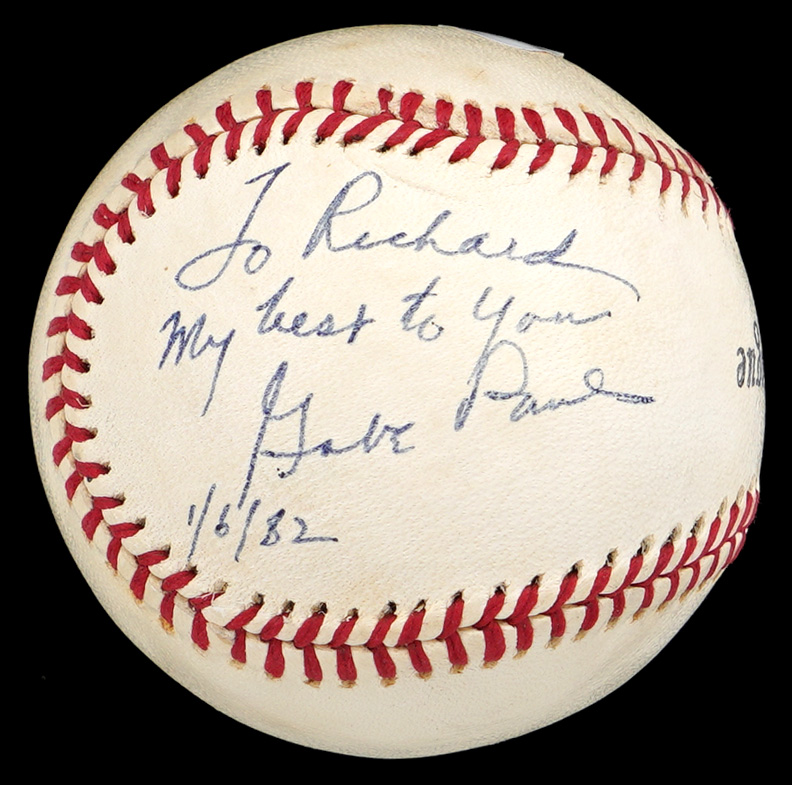 To Richard
My best to you
Gabe Paul
1/6/82